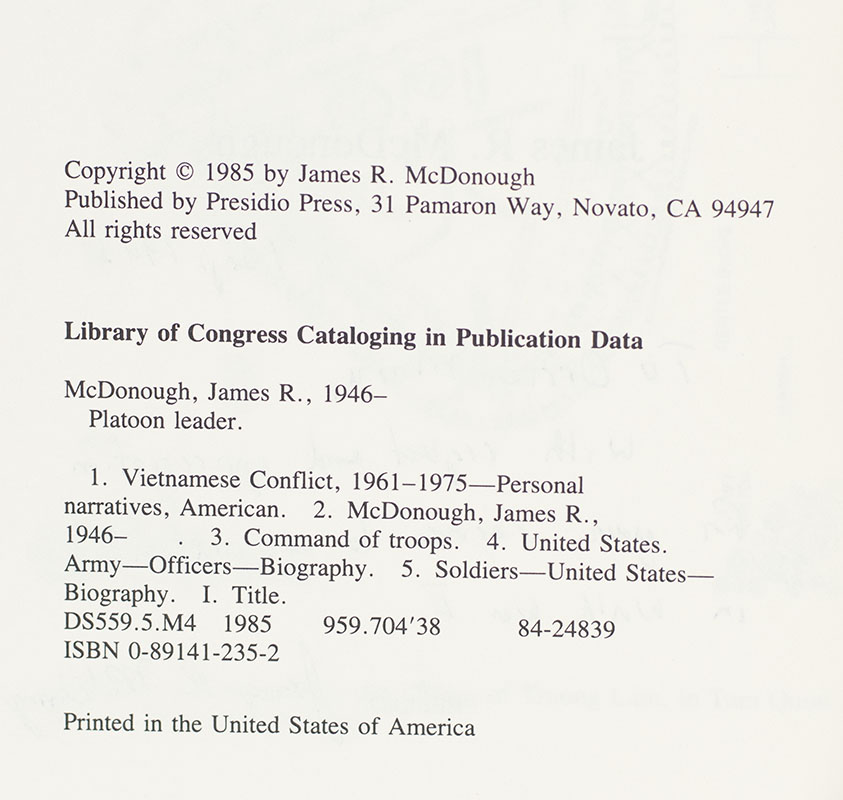 Copyright © 1985 by James R. McDonough
Published by Presidio Press, 31 Pamaron Way, Novato, CA 94947
All rights reserved
Library of Congress Cataloging in Publication Data
McDonough, James R., 1946–
Platoon leader.
1. Vietnamese Conflict, 1961–1975—Personal
narratives, American. 2. McDonough, James R.,
1946– . 3. Command of troops. 4. United States.
Army—Officers—Biography. 5. Soldiers—United States—
Biography. I. Title.
DS559.5.M4 1985 959.704′38 84-24839
ISBN 0-89141-235-2
Printed in the United States of America